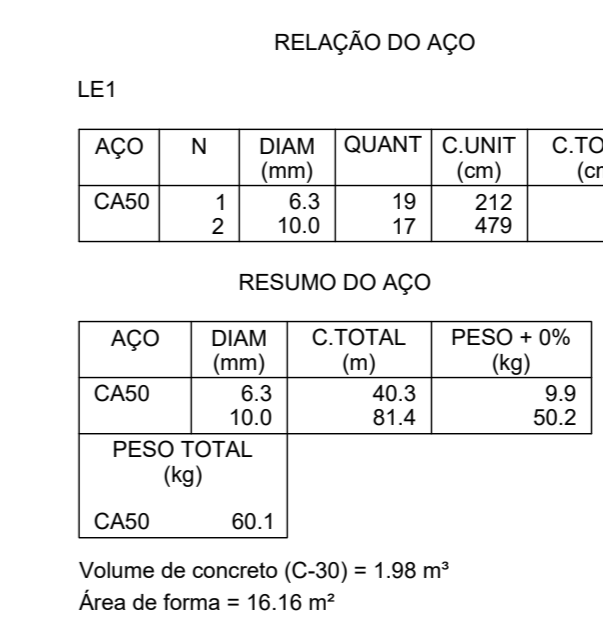 RELAÇÃO DO AÇO
LE1
AÇO N DIAM QUANT C.UNIT
(mm) (cm)
CA50 1 6.3 19 212
2 10.0 17 479
RESUMO DO AÇO
AÇO DIAM C.TOTAL PESO + 0%
(mm) (m) (kg)
CA50 6.3 40.3 9.9
10.0 81.4 50.2
PESO TOTAL
(kg)
CA50 60.1
Volume de concreto (C-30) = 1.98 m³
Área de forma = 16.16 m²